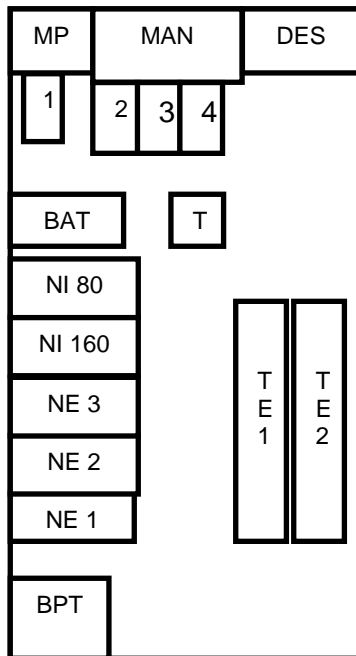 MP MAN DES
1 2 3 4
BAT T
NI 80
NI 160
NE 3
NE 2
NE 1
T E 1
T E 2
BPT